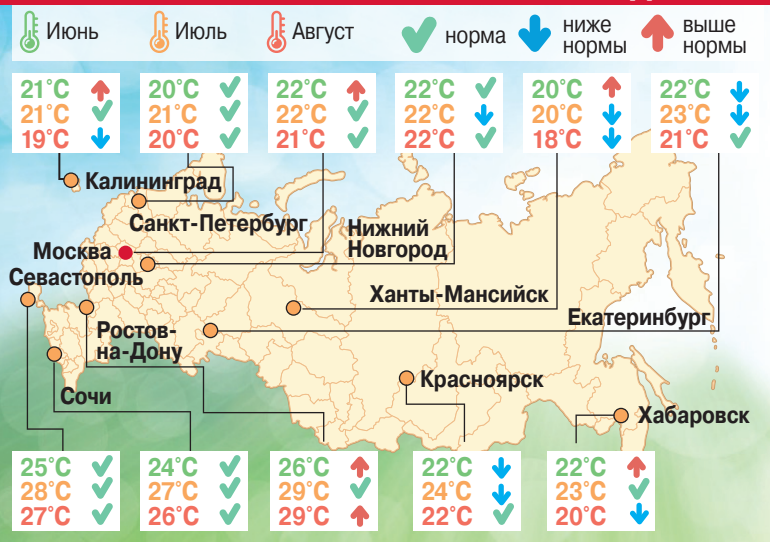 Июнь
Июль
Август
норма
ниже
нормы
выше
нормы
21°C
21°C
19°C
20°C
21°C
20°C
22°C
22°C
21°C
22°C
22°C
22°C
20°C
20°C
18°C
22°C
23°C
21°C
Калининград
Санкт-Петербург
Москва
Нижний
Новгород
Севастополь
Ханты-Мансийск
Екатеринбург
Ростов-
на-Дону
Сочи
Красноярск
Хабаровск
25°C
28°C
27°C
24°C
27°C
26°C
26°C
29°C
29°C
22°C
24°C
22°C
22°C
23°C
20°C